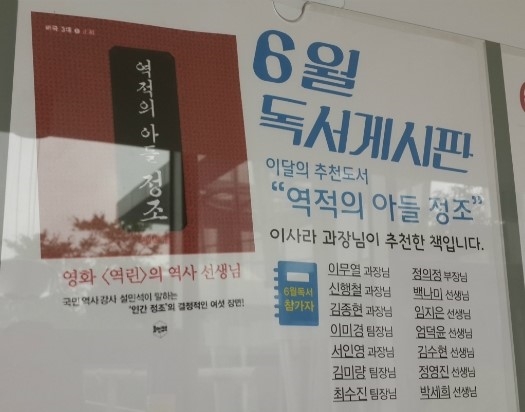 역적의 아들 정조
6월
독서게시판
이달의 추천도서
“역적의 아들 정조”
이사라 과장님이 추천한 책입니다.
영화 〈역린〉의 역사 선생님
국민 역사 강사 설민석이 말하는
‘인간 정조’의 결정적인 여섯 장면!
6월독서
참가자
이무열 과장님 정의정 부장님
신행철 과장님 백나미 선생님
김종현 과장님 임지은 선생님
이미경 팀장님 엄덕윤 선생님
서인영 과장님 김수현 선생님
김미량 팀장님 정영진 선생님
최수진 팀장님 박세희 선생님